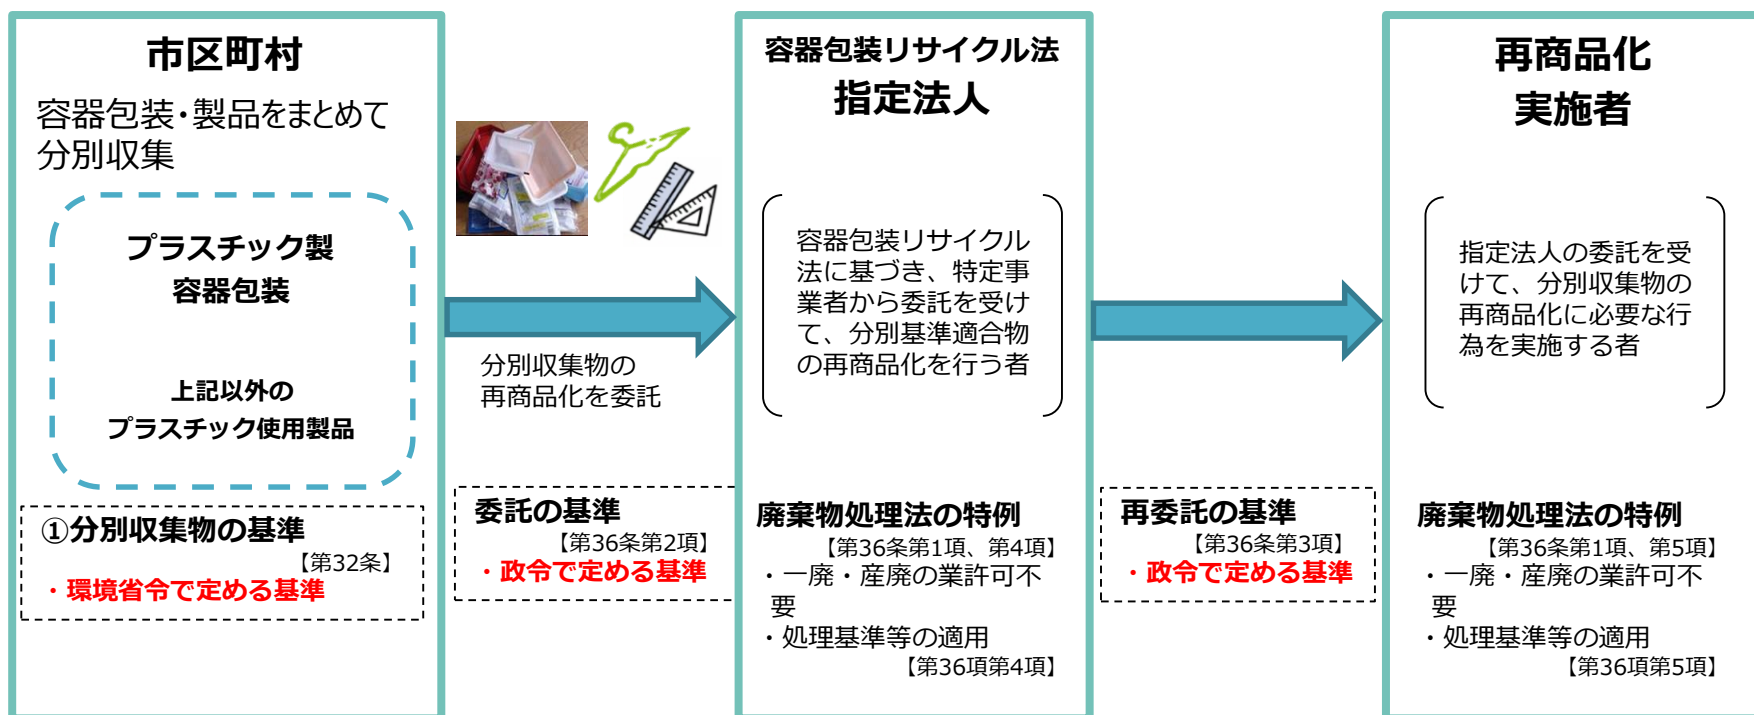 市区町村
容器包装・製品をまとめて
分別収集
プラスチック製
容器包装
上記以外の
プラスチック使用製品
①分別収集物の基準
【第32条】
・環境省令で定める基準
分別収集物の
再商品化を委託
委託の基準
【第36条第2項】
・政令で定める基準
容器包装リサイクル法
指定法人
容器包装リサイクル
法に基づき、特定事
業者から委託を受け
て、分別基準適合物
の再商品化を行う者
廃棄物処理法の特例
【第36条第1項、第4項】
・一廃・産廃の業許可不
要
・処理基準等の適用
【第36項第4項】
再委託の基準
【第36条第3項】
・政令で定める基準
再商品化
実施者
指定法人の委託を受
けて、分別収集物の
再商品化に必要な行
為を実施する者
廃棄物処理法の特例
【第36条第1項、第5項】
・一廃・産廃の業許可不
要
・処理基準等の適用
【第36項第5項】